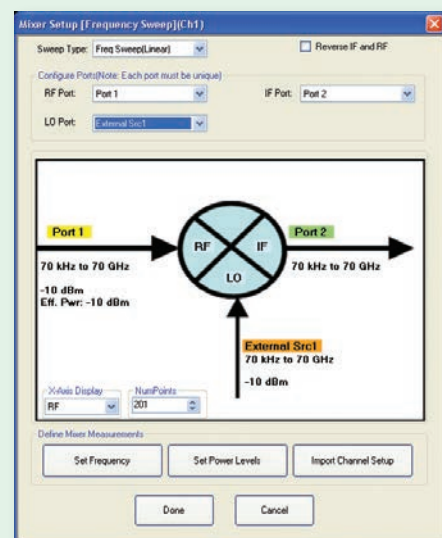 Mixer Setup [Frequency Sweep](Ch1)
Sweep Type: Freq Sweep(Linear)
Reverse IF and RF
Configure Ports(Note: Each port must be unique)
RF Port: Port 1
IF Port: Port 2
LO Port: External Src1
Port 1
RF
IF
LO
Port 2
70 kHz to 70 GHz
70 kHz to 70 GHz
-10 dBm
Eff. Pwr: -10 dBm
External Src1
70 kHz to 70 GHz
-10 dBm
X-Axis Display
RF
NumPoints
201
Define Mixer Measurements
Set Frequency
Set Power Levels
Import Channel Setup
Done
Cancel